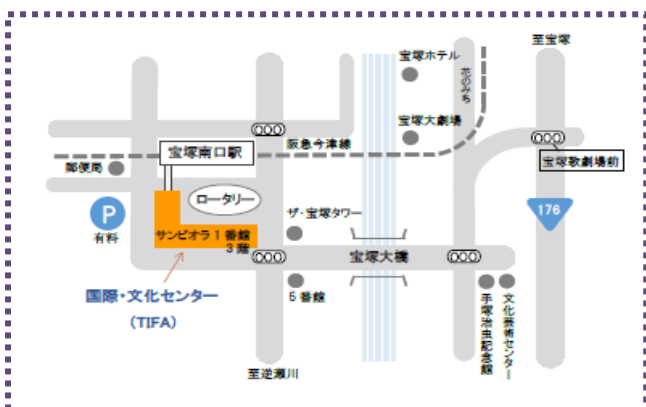 至宝塚
宝塚ホテル
花のみち
宝塚大劇場
阪急今津線
宝塚南口駅
宝塚歌劇場前
郵便局
ロータリー
P
有料
176
ザ・宝塚タワー
サンビオラ1番館
3階
宝塚大橋
国際・文化センター
(TIFA)
5番館
手塚治虫記念館
文化芸術センター
至逆瀬川